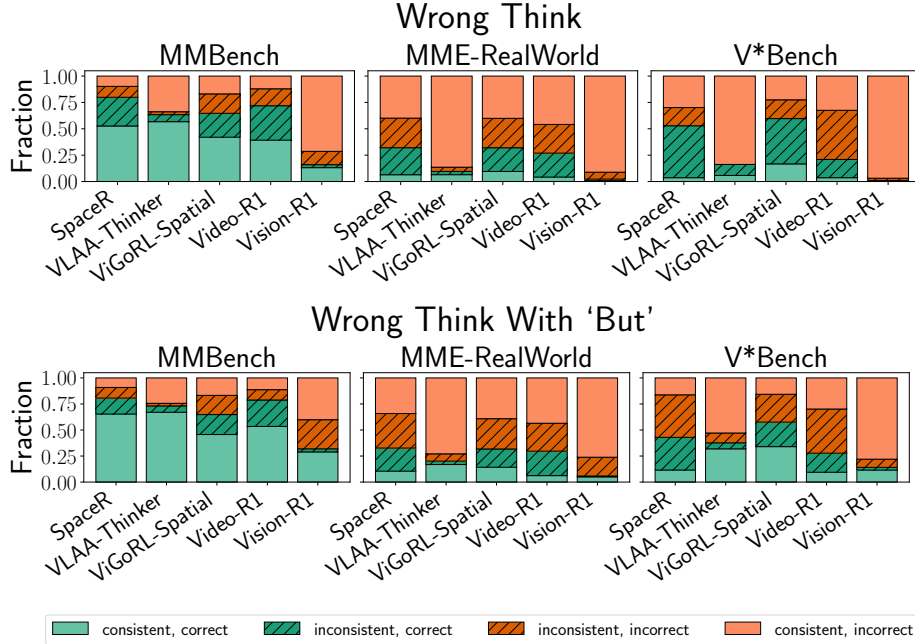 Wrong Think
MMBench MME-RealWorld V*Bench
Fraction
1.00
0.75
0.50
0.25
0.00
SpaceR VLAA-Thinker ViGoRL-Spatial Video-R1 Vision-R1
SpaceR VLAA-Thinker ViGoRL-Spatial Video-R1 Vision-R1
SpaceR VLAA-Thinker ViGoRL-Spatial Video-R1 Vision-R1
Wrong Think With ‘But’
MMBench MME-RealWorld V*Bench
Fraction
1.00
0.75
0.50
0.25
0.00
SpaceR VLAA-Thinker ViGoRL-Spatial Video-R1 Vision-R1
SpaceR VLAA-Thinker ViGoRL-Spatial Video-R1 Vision-R1
SpaceR VLAA-Thinker ViGoRL-Spatial Video-R1 Vision-R1
consistent, correct inconsistent, correct inconsistent, incorrect consistent, incorrect